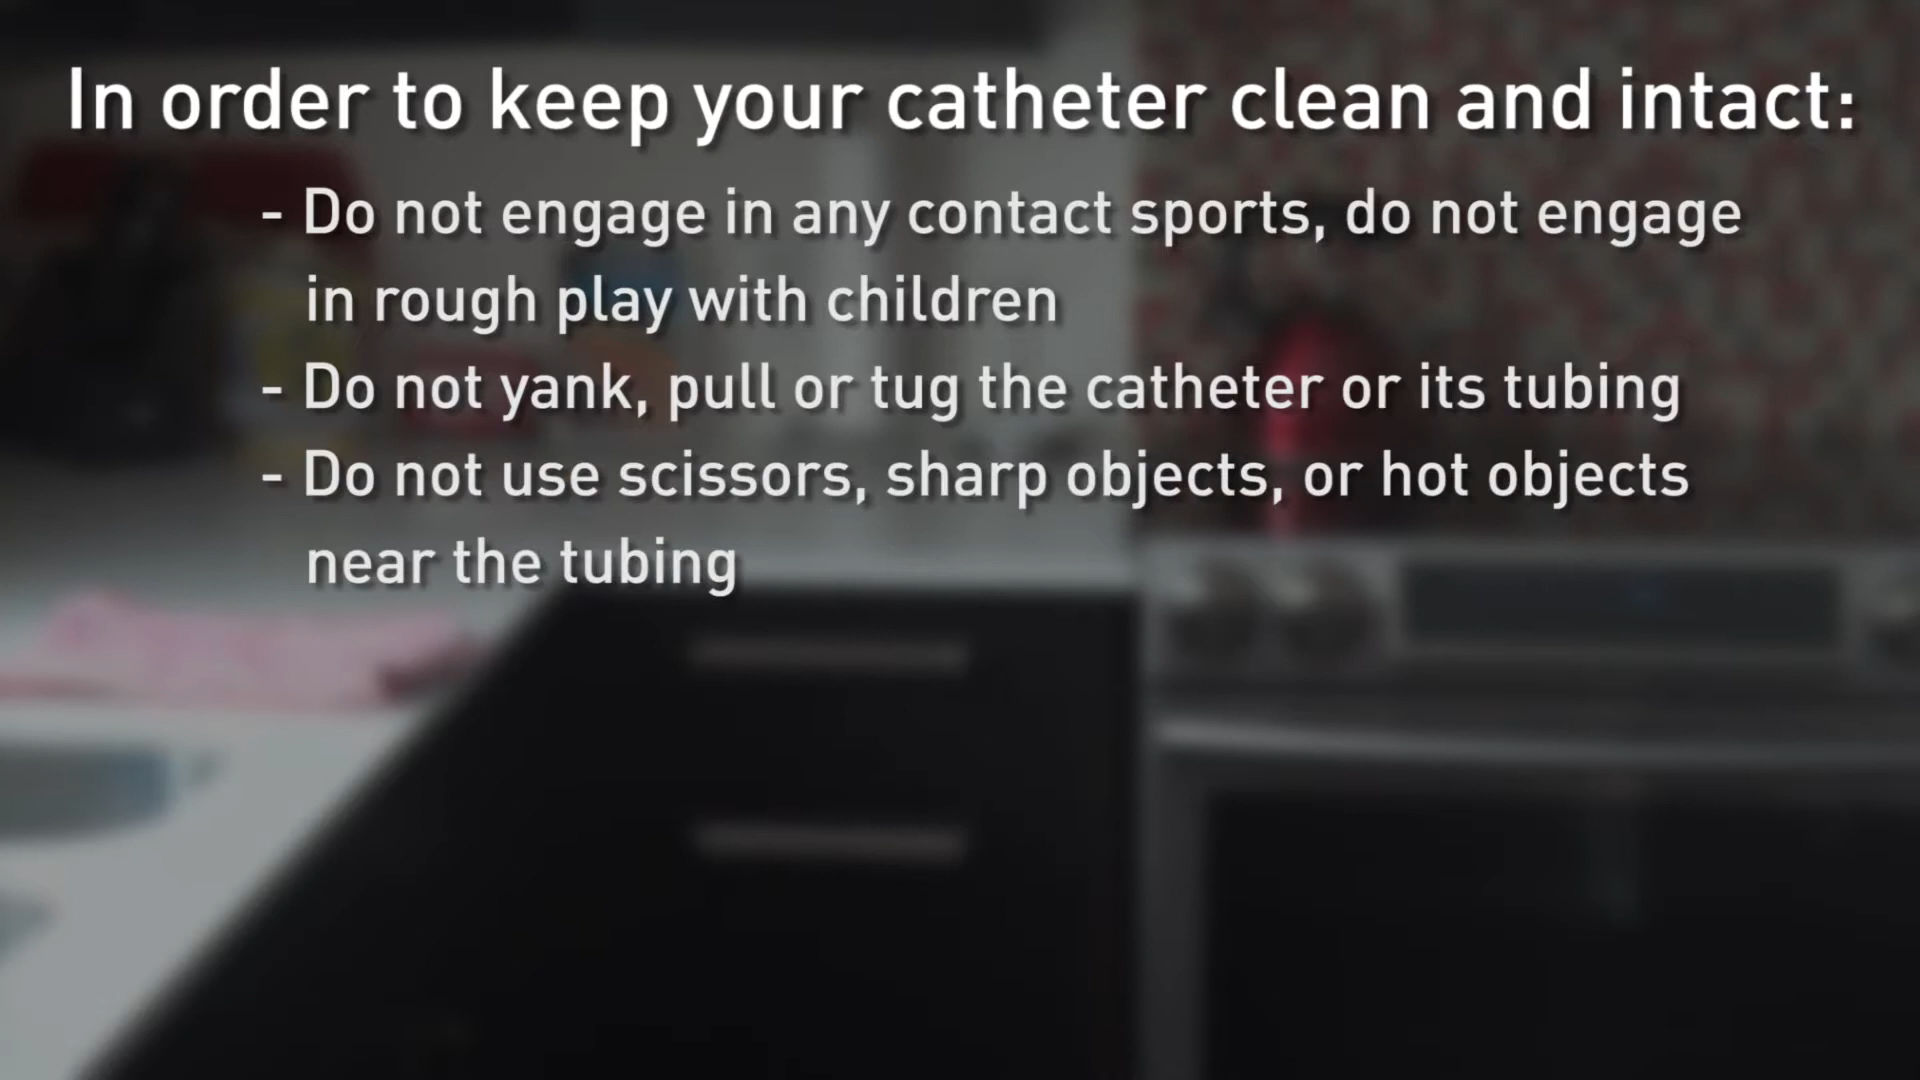 In order to keep your catheter clean and intact:
- Do not engage in any contact sports, do not engage
in rough play with children
- Do not yank, pull or tug the catheter or its tubing
- Do not use scissors, sharp objects, or hot objects
near the tubing